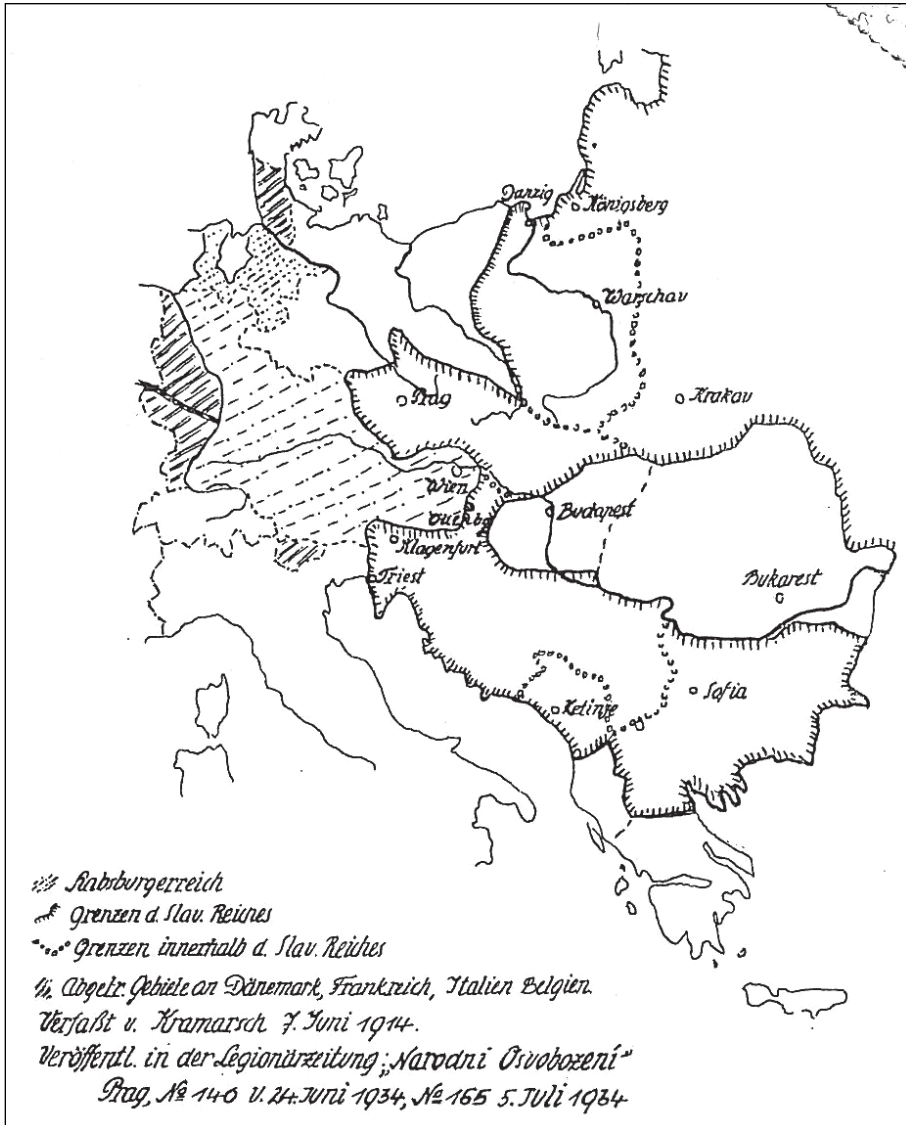 Danzig
Königsberg
Warschau
Krakau
Prag
Wien
Budapest
Klagenfurt
Triest
Bukarest
Sofia
Ketinje
Habsburgerreich
Grenzen d. Slav. Reiches
Grenzen innerhalb d. Slav. Reiches
Abgetr. Gebiete an Dänemark, Frankreich, Italien Belgien.
Verfaßt v. Kramarsch 7. Juni 1914.
Veröffentl. in der Legionärzeitung; „Narodni Osvobození"
Prag, № 140 v. 24. Juni 1934, № 165 5. Juli 1934